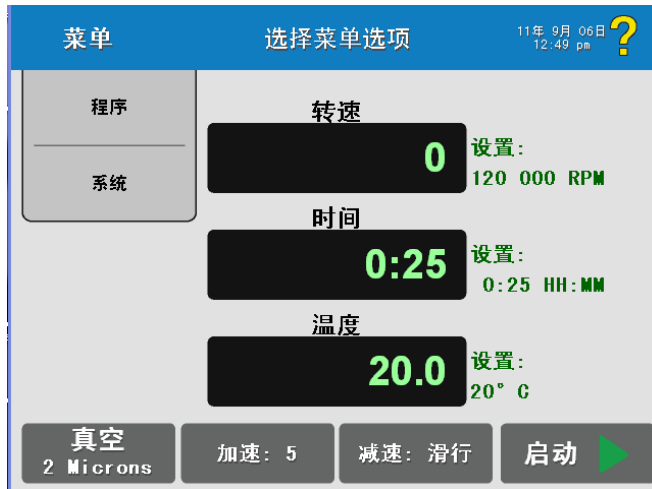 菜单
选择菜单选项
11年 9月 06日
12:49 pm
?
程序
系统
转速
0
设置:
120 000 RPM
时间
0:25
设置:
0:25 HH:MM
温度
20.0
设置:
20° C
真空
2 Microns
加速: 5
减速: 滑行
启动